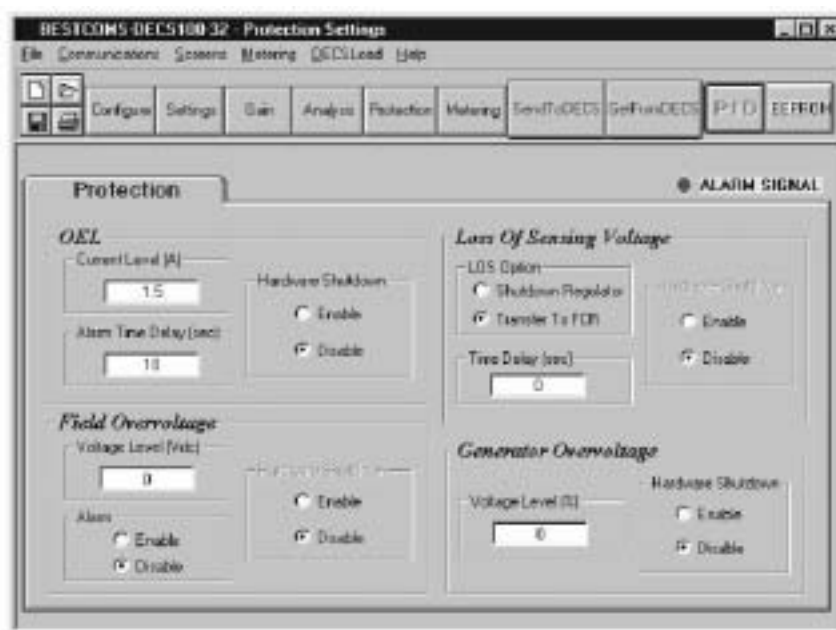 BESTCOMS-DECS100-32 - Protection Settings
File Communications Screens Metering DECSLoad Help
Configure Settings Gain Analysis Protection Metering SendToDECS GetFromDECS PID EEPROM
Protection
ALARM SIGNAL
OEL
Current Level (A)
1.5
Alarm Time Delay (sec)
10
Hardware Shutdown
Enable
Disable
Loss Of Sensing Voltage
LOS Option
Shutdown Regulator
Transfer To FCR
Time Delay (sec)
0
Enable
Disable
Field Overvoltage
Voltage Level (Vdc)
0
Alarm
Enable
Disable
Enable
Disable
Generator Overvoltage
Voltage Level (%)
0
Hardware Shutdown
Enable
Disable